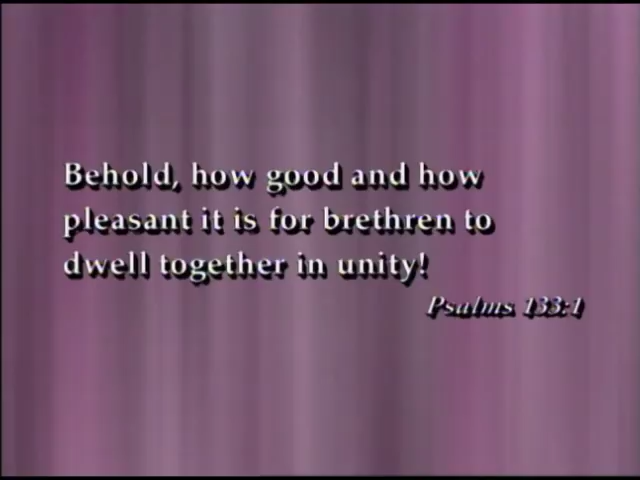 Behold, how good and how
pleasant it is for brethren to
dwell together in unity!
Psalms 133:1